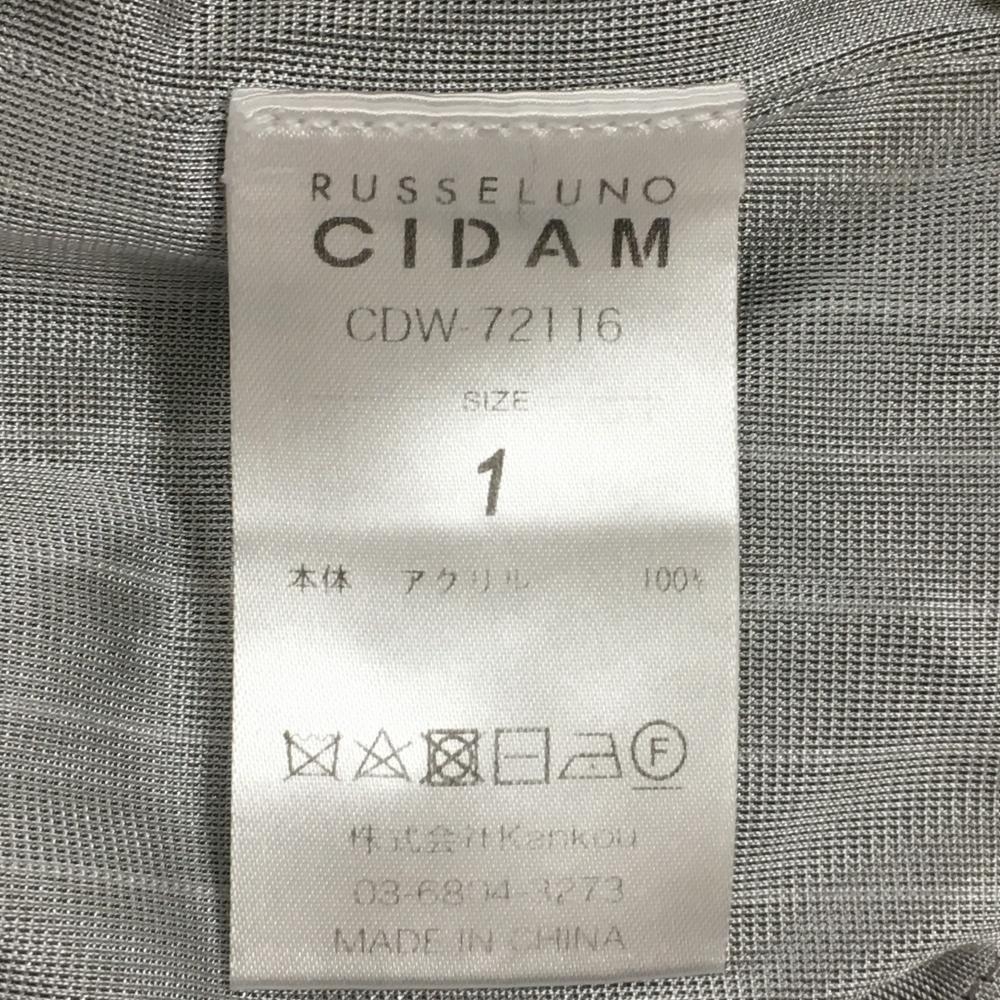 RUSSELUNO
CIDAM
CDW-72116
SIZE
1
本体 アクリル 100%
F
株式会社Kankou
03-6804-3273
MADE IN CHINA